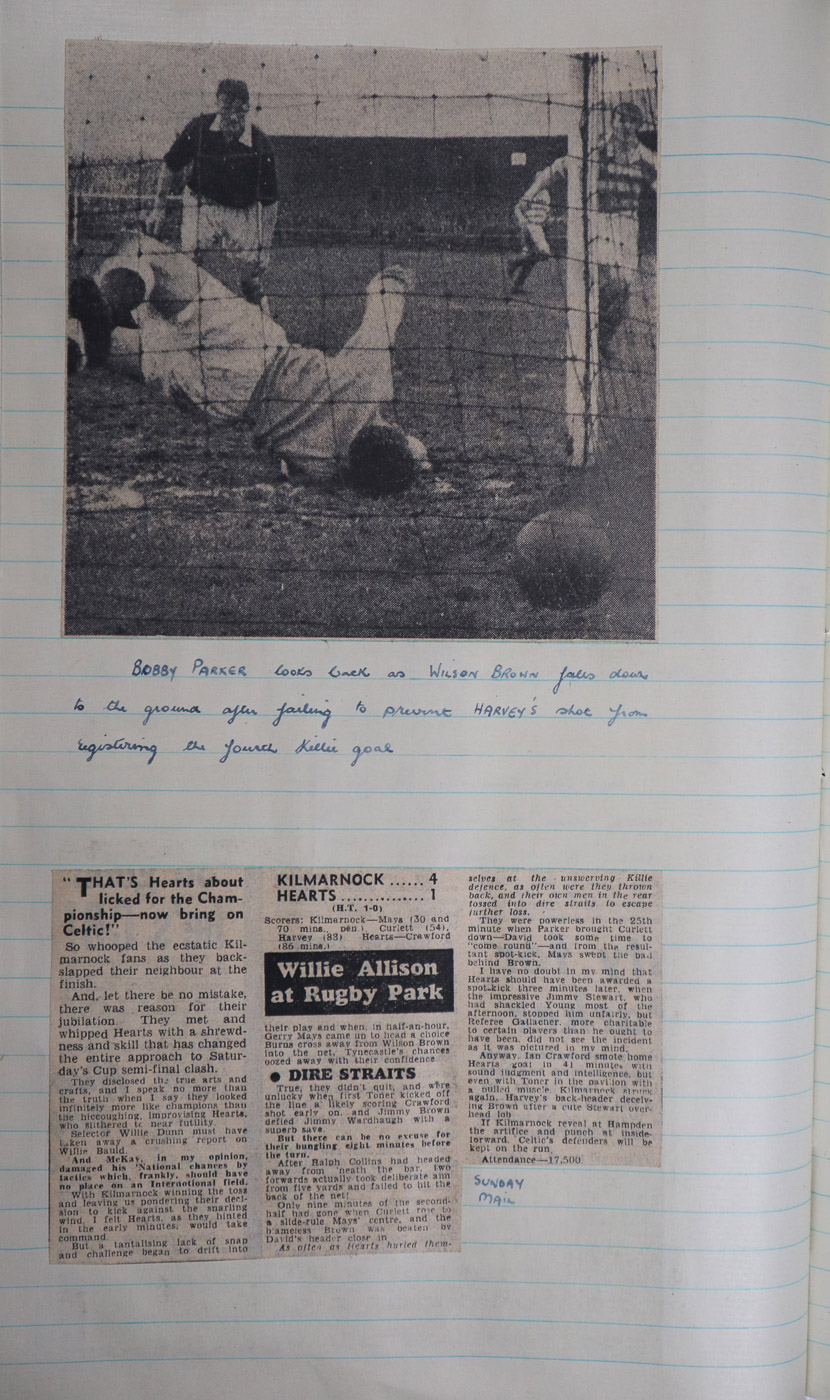 BOBBY PARKER looks back as WILSON BROWN falls down
to the ground after failing to prevent HARVEY'S shot from
registering the fourth Killie goal
"THAT'S Hearts about
licked for the Cham-
pionship—now bring on
Celtic!"
So whooped the ecstatic Kil-
marnock fans as they back-
slapped their neighbour at the
finish.
And, let there be no mistake,
there was reason for their
jubilation. They met and
whipped Hearts with a shrewd-
ness and skill that has changed
the entire approach to Satur-
day's Cup semi-final clash.
They disclosed the true arts and
crafts, and I speak no more than
the truth when I say they looked
infinitely more like champions than
the hiccoughing, improvising Hearts,
who slithered to near futility.
Selector Willie Dunn must have
taken away a crushing report on
Willie Bauld.
And McKay, in my opinion,
damaged his National chances by
tactics which, frankly, should have
no place on an International field.
With Kilmarnock winning the toss
and leaving us pondering their deci-
sion to kick against the snarling
wind, I felt Hearts, as they hinted
in the early minutes, would take
command.
But a tantalising lack of snap
and challenge began to drift into
KILMARNOCK ...... 4
HEARTS .............. 1
(H.T. 1-0)
Scorers: Kilmarnock—Mays (30 and
70 mins., pen.) Curlett (54),
Harvey (88) Hearts—Crawford
(86 mins.)
Willie Allison
at Rugby Park
their play and when, in half-an-hour,
Gerry Mays came up to head a choice
Burns cross away from Wilson Brown
into the net, Tynecastle's chances
oozed away with their confidence
● DIRE STRAITS
True, they didn't quit, and were
unlucky when first Toner kicked off
the line a likely scoring Crawford
shot early on, and Jimmy Brown
defied Jimmy Wardhaugh with a
superb save.
But there can be no excuse for
their bungling eight minutes before
the turn.
After Ralph Collins had headed
away from 'neath the bar, two
forwards actually took deliberate aim
from five yards and failed to hit the
back of the net!
Only nine minutes of the second-
half had gone when Curlett rose to
a slide-rule Mays' centre, and the
blameless Brown was beaten by
David's header close in
As often as Hearts hurled them-
selves at the unswerving Killie
defence, as often were they thrown
back, and their own men in the rear
tossed into dire straits to escape
further loss.
They were powerless in the 25th
minute when Parker brought Curlett
down—David took some time to
"come round"—and from the resul-
tant spot-kick, Mays swept the ball
behind Brown.
I have no doubt in my mind that
Hearts should have been awarded a
spot-kick three minutes later, when
the impressive Jimmy Stewart, who
had shackled Young most of the
afternoon, stopped him unfairly, but
Referee Gallacher, more charitable
to certain players than he ought to
have been, did not see the incident
as it was pictured in my mind.
Anyway, Ian Crawford smote home
Hearts goal in 41 minutes with
sound judgment and intelligence, but
even with Toner in the pavilion with
a pulled muscle, Kilmarnock struck
again, Harvey's back-header deceiv-
ing Brown after a cute Stewart over-
head lob
If Kilmarnock reveal at Hampden
the artifice and punch at inside-
forward, Celtic's defenders will be
kept on the run.
Attendance—17,500.
SUNDAY
MAIL